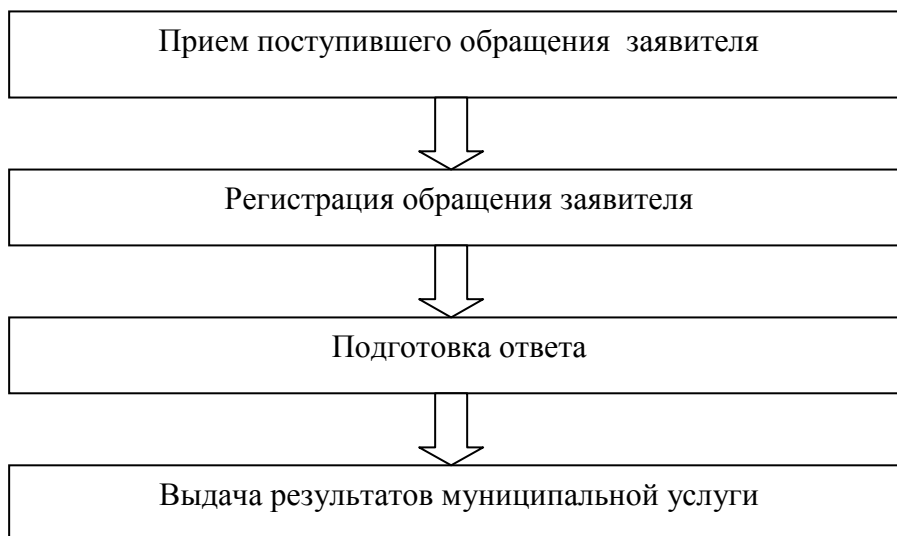 Прием поступившего обращения заявителя
Регистрация обращения заявителя
Подготовка ответа
Выдача результатов муниципальной услуги